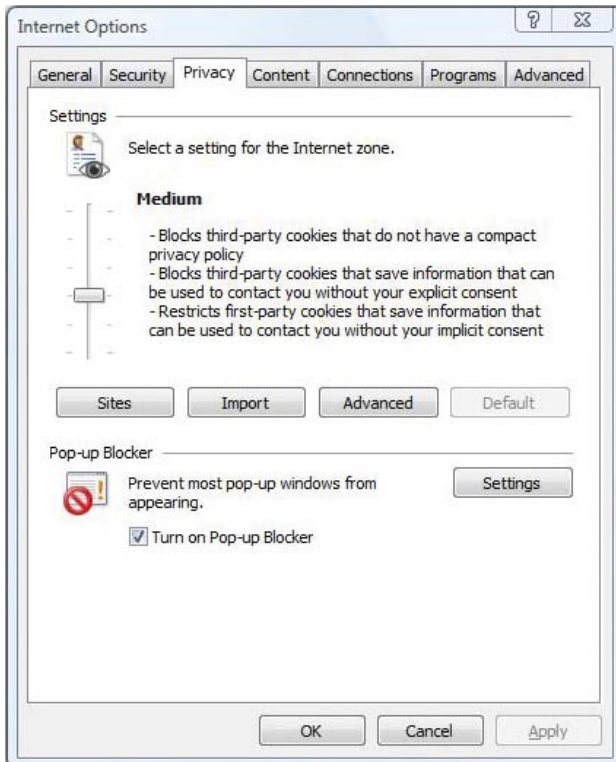 Internet Options
General Security Privacy Content Connections Programs Advanced
Settings
Select a setting for the Internet zone.
Medium
- Blocks third-party cookies that do not have a compact
privacy policy
- Blocks third-party cookies that save information that can
be used to contact you without your explicit consent
- Restricts first-party cookies that save information that
can be used to contact you without your implicit consent
Sites Import Advanced Default
Pop-up Blocker
Prevent most pop-up windows from
appearing.
Settings
Turn on Pop-up Blocker
OK Cancel Apply